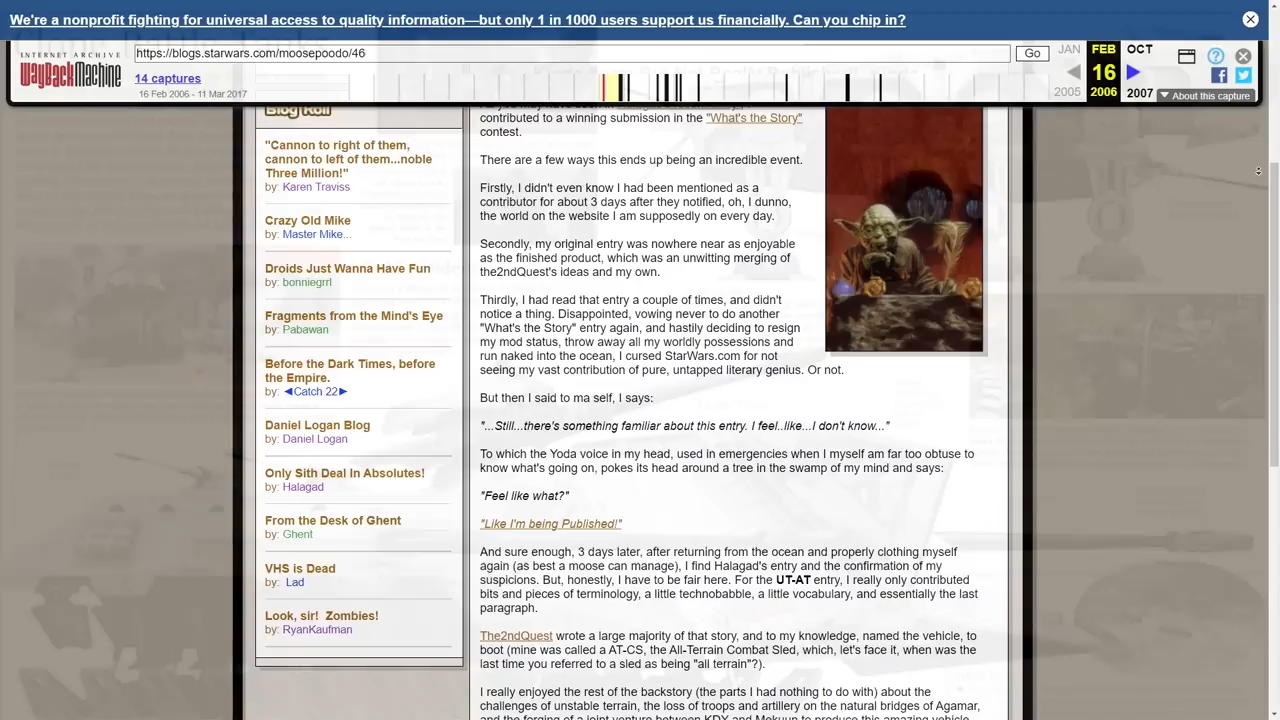 We're a nonprofit fighting for universal access to quality information—but only 1 in 1000 users support us financially. Can you chip in?
INTERNET ARCHIVE
WayBackMachine
https://blogs.starwars.com/moosepoodo/46
Go
JAN
FEB
OCT
14 captures
16
16 Feb 2006 - 11 Mar 2017
2005
2006
2007
About this capture
Blog Roll
"Cannon to right of them,
cannon to left of them...noble
Three Million!"
by: Karen Traviss
Crazy Old Mike
by: Master Mike...
Droids Just Wanna Have Fun
by: bonniegrrl
Fragments from the Mind's Eye
by: Pabawan
Before the Dark Times, before
the Empire.
by: ◄Catch 22►
Daniel Logan Blog
by: Daniel Logan
Only Sith Deal In Absolutes!
by: Halagad
From the Desk of Ghent
by: Ghent
VHS is Dead
by: Lad
Look, sir! Zombies!
by: RyanKaufman
contributed to a winning submission in the "What's the Story"
contest.
There are a few ways this ends up being an incredible event.
Firstly, I didn't even know I had been mentioned as a
contributor for about 3 days after they notified, oh, I dunno,
the world on the website I am supposedly on every day.
Secondly, my original entry was nowhere near as enjoyable
as the finished product, which was an unwitting merging of
the2ndQuest's ideas and my own.
Thirdly, I had read that entry a couple of times, and didn't
notice a thing. Disappointed, vowing never to do another
"What's the Story" entry again, and hastily deciding to resign
my mod status, throw away all my worldly possessions and
run naked into the ocean, I cursed StarWars.com for not
seeing my vast contribution of pure, untapped literary genius. Or not.
But then I said to ma self, I says:
"...Still...there's something familiar about this entry. I feel..like...I don't know..."
To which the Yoda voice in my head, used in emergencies when I myself am far too obtuse to
know what's going on, pokes its head around a tree in the swamp of my mind and says:
"Feel like what?"
"Like I'm being Published!"
And sure enough, 3 days later, after returning from the ocean and properly clothing myself
again (as best a moose can manage), I find Halagad's entry and the confirmation of my
suspicions. But, honestly, I have to be fair here. For the UT-AT entry, I really only contributed
bits and pieces of terminology, a little technobabble, a little vocabulary, and essentially the last
paragraph.
The2ndQuest wrote a large majority of that story, and to my knowledge, named the vehicle, to
boot (mine was called a AT-CS, the All-Terrain Combat Sled, which, let's face it, when was the
last time you referred to a sled as being "all terrain"?).
I really enjoyed the rest of the backstory (the parts I had nothing to do with) about the
challenges of unstable terrain, the loss of troops and artillery on the natural bridges of Agamar,
and the forging of a joint venture between KDY and Mekuun to produce this amazing vehicle.